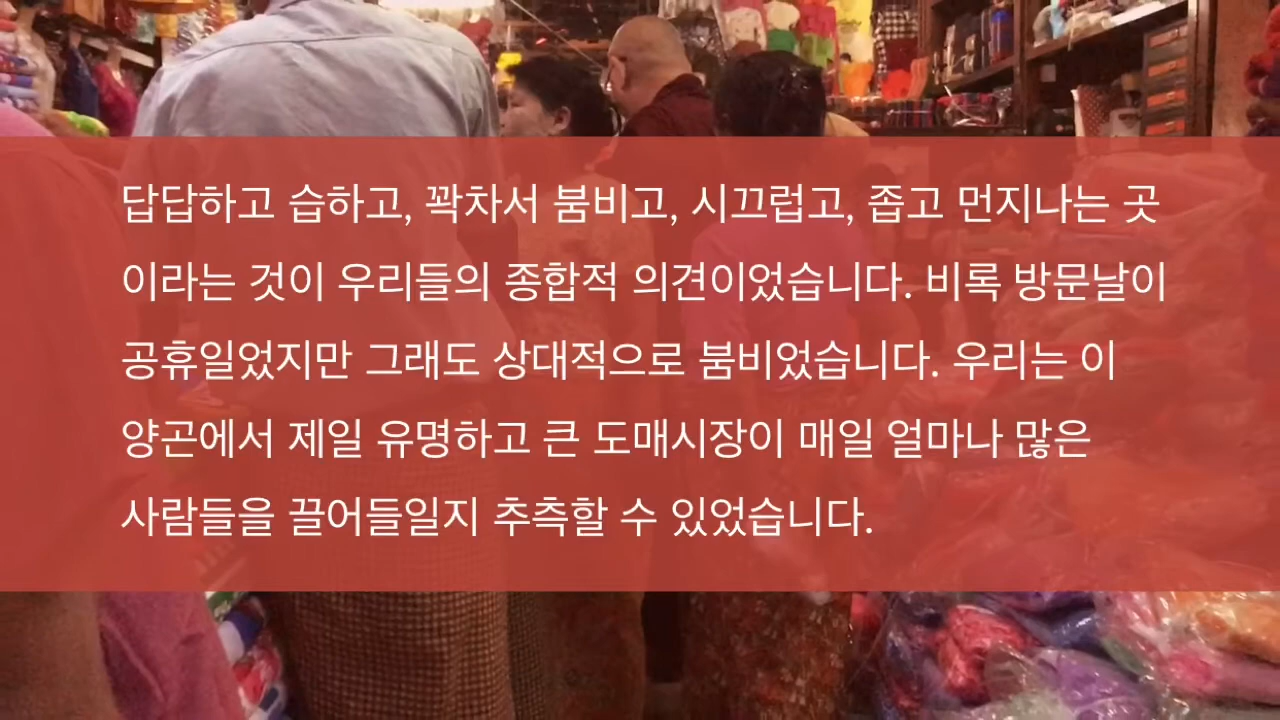 답답하고 습하고, 꽉차서 붐비고, 시끄럽고, 좁고 먼지나는 곳
이라는 것이 우리들의 종합적 의견이었습니다. 비록 방문날이
공휴일었지만 그래도 상대적으로 붐비었습니다. 우리는 이
양곤에서 제일 유명하고 큰 도매시장이 매일 얼마나 많은
사람들을 끌어들일지 추측할 수 있었습니다.